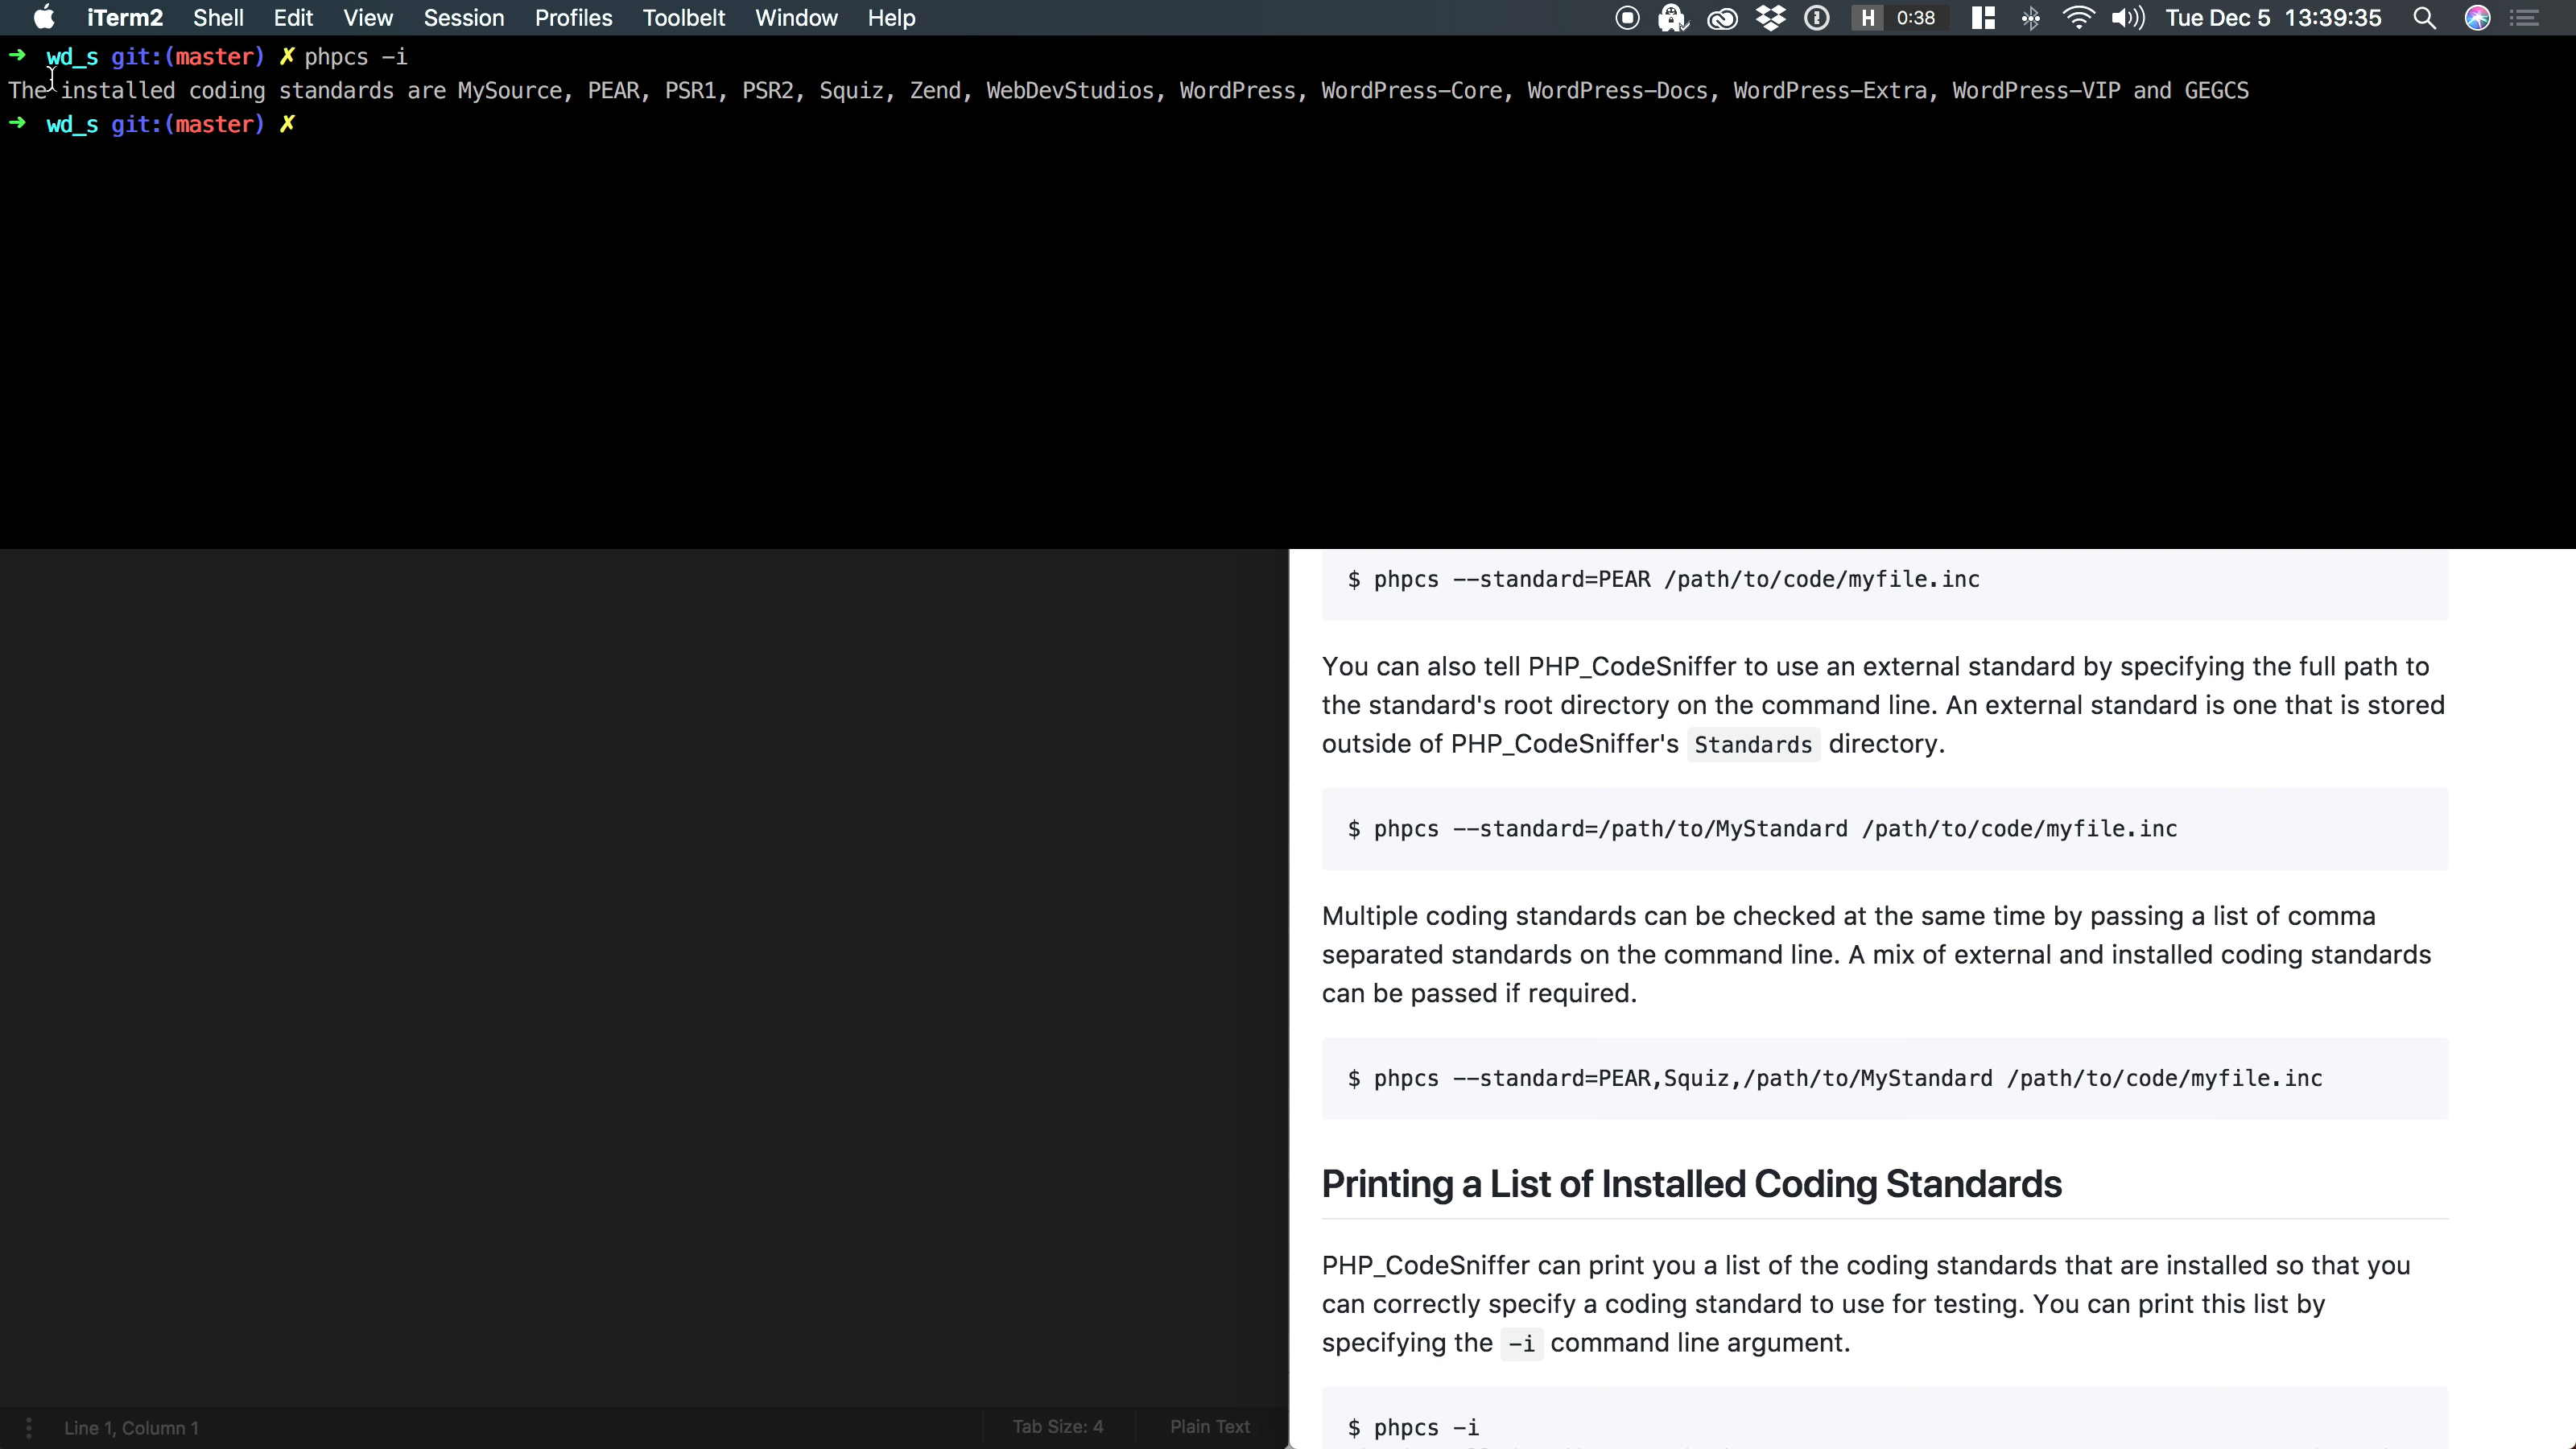 iTerm2 Shell Edit View Session Profiles Toolbelt Window Help H 0:38 Tue Dec 5 13:39:35
➜ wd_s git:(master) ✗ phpcs -i
The installed coding standards are MySource, PEAR, PSR1, PSR2, Squiz, Zend, WebDevStudios, WordPress, WordPress-Core, WordPress-Docs, WordPress-Extra, WordPress-VIP and GEGCS
➜ wd_s git:(master) ✗
$ phpcs --standard=PEAR /path/to/code/myfile.inc
You can also tell PHP_CodeSniffer to use an external standard by specifying the full path to
the standard's root directory on the command line. An external standard is one that is stored
outside of PHP_CodeSniffer's Standards directory.
$ phpcs --standard=/path/to/MyStandard /path/to/code/myfile.inc
Multiple coding standards can be checked at the same time by passing a list of comma
separated standards on the command line. A mix of external and installed coding standards
can be passed if required.
$ phpcs --standard=PEAR,Squiz,/path/to/MyStandard /path/to/code/myfile.inc
Printing a List of Installed Coding Standards
PHP_CodeSniffer can print you a list of the coding standards that are installed so that you
can correctly specify a coding standard to use for testing. You can print this list by
specifying the -i command line argument.
$ phpcs -i
Line 1, Column 1 Tab Size: 4 Plain Text